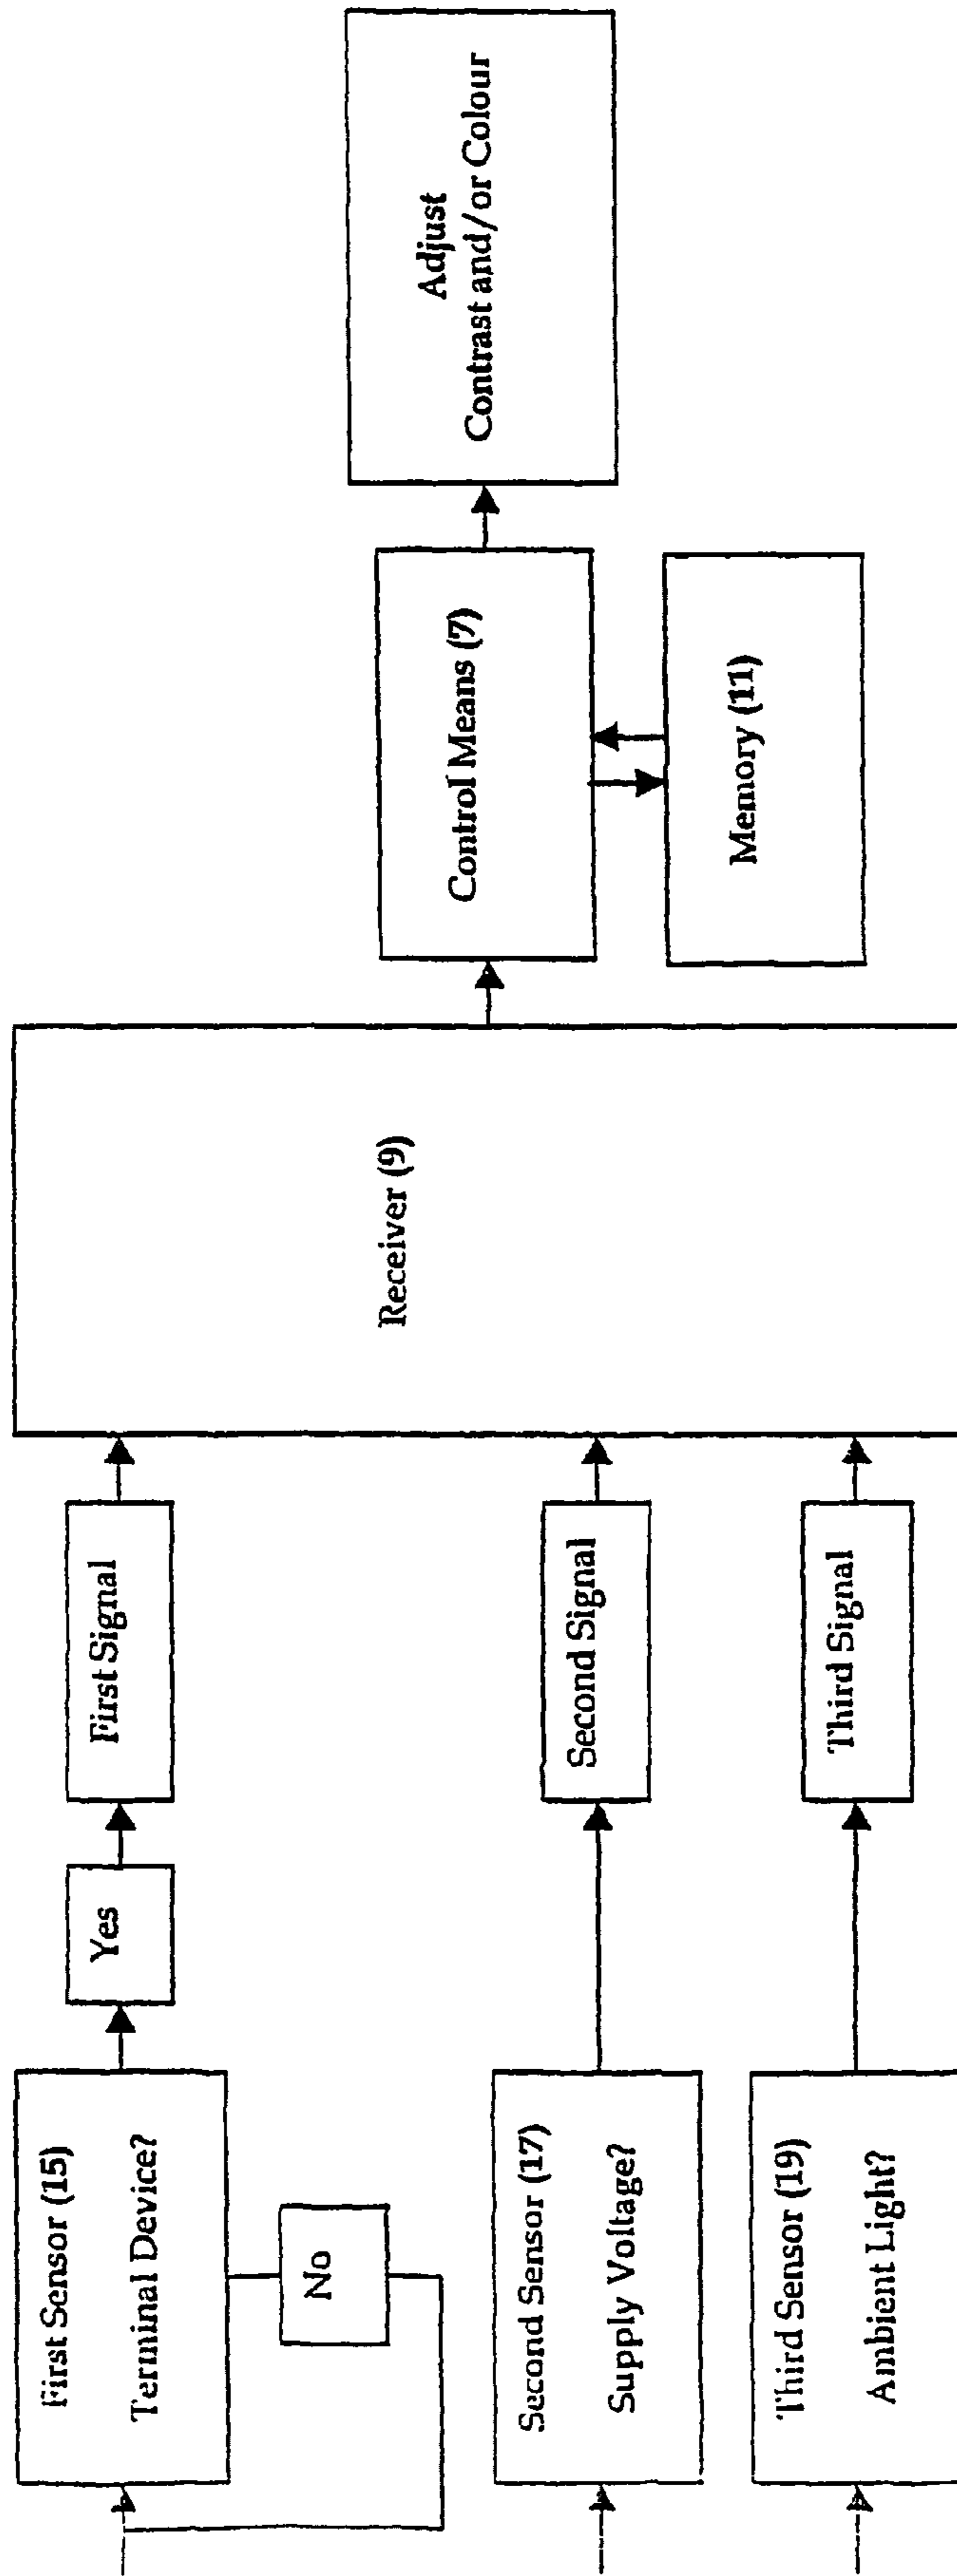 First Sensor (15)
Terminal Device?
No
Yes
First Signal
Second Sensor (17)
Supply Voltage?
Second Signal
Third Sensor (19)
Ambient Light?
Third Signal
Receiver (9)
Control Means (7)
Memory (11)
Adjust
Contrast and/or Colour